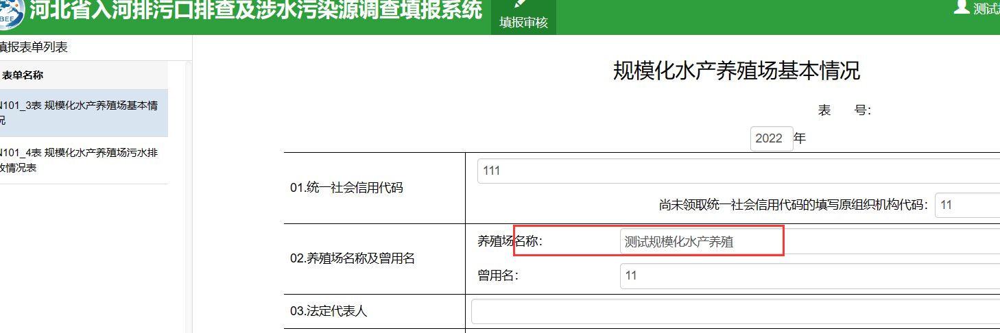 河北省入河排污口排查及涉水污染源调查填报系统
填报审核
测试
填报表单列表
表单名称
N101_3表 规模化水产养殖场基本情
况
N101_4表 规模化水产养殖场污水排
放情况表
规模化水产养殖场基本情况
表 号：
2022 年
01.统一社会信用代码
111
尚未领取统一社会信用代码的填写原组织机构代码： 11
02.养殖场名称及曾用名
养殖场名称： 测试规模化水产养殖
曾用名： 11
03.法定代表人